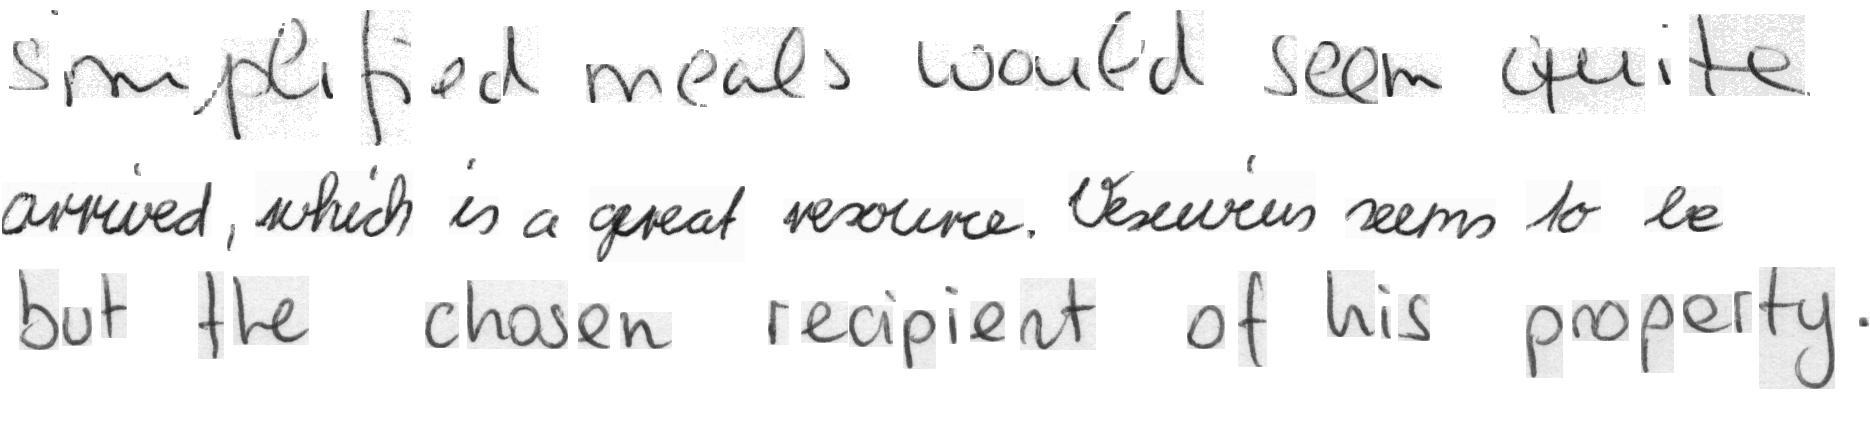 simplified meals would seem quite
arrived, which is a great resource. Vesuvius seems to be
but the chosen recipient of his property.